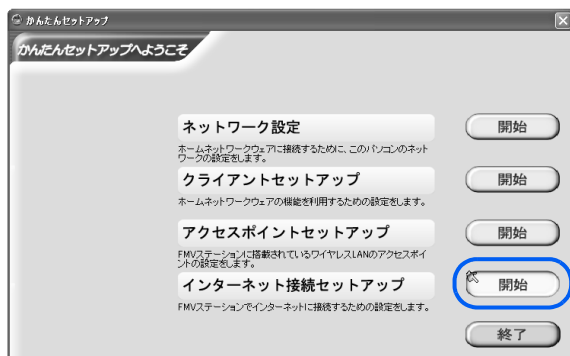 かんたんセットアップ
かんたんセットアップへようこそ
ネットワーク設定
開始
ホームネットワークウェアに接続するために、このパソコンのネット
ワークの設定をします。
クライアントセットアップ
開始
ホームネットワークウェアの機能を利用するための設定をします。
アクセスポイントセットアップ
開始
FMVステーションに搭載されているワイヤレスLANのアクセスポイ
ントの設定をします。
インターネット接続セットアップ
開始
FMVステーションでインターネットに接続するための設定をします。
終了